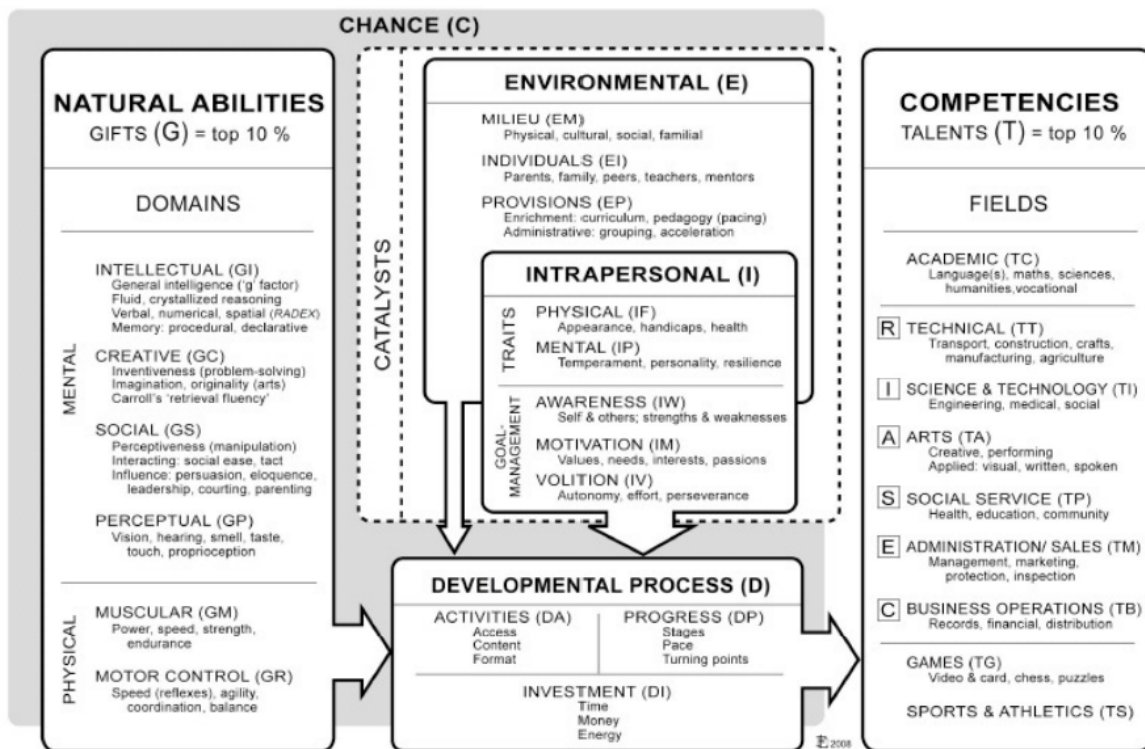 CHANCE (C)
NATURAL ABILITIES
GIFTS (G) = top 10 %
DOMAINS
MENTAL
INTELLECTUAL (GI)
General intelligence ('g' factor)
Fluid, crystallized reasoning
Verbal, numerical, spatial (RADEX)
Memory: procedural, declarative
CREATIVE (GC)
Inventiveness (problem-solving)
Imagination, originality (arts)
Carroll's 'retrieval fluency'
SOCIAL (GS)
Perceptiveness (manipulation)
Interacting: social ease, tact
Influence: persuasion, eloquence,
leadership, courting, parenting
PERCEPTUAL (GP)
Vision, hearing, smell, taste,
touch, proprioception
PHYSICAL
MUSCULAR (GM)
Power, speed, strength,
endurance
MOTOR CONTROL (GR)
Speed (reflexes), agility,
coordination, balance
CATALYSTS
ENVIRONMENTAL (E)
MILIEU (EM)
Physical, cultural, social, familial
INDIVIDUALS (EI)
Parents, family, peers, teachers, mentors
PROVISIONS (EP)
Enrichment: curriculum, pedagogy (pacing)
Administrative: grouping, acceleration
INTRAPERSONAL (I)
TRAITS
PHYSICAL (IF)
Appearance, handicaps, health
MENTAL (IP)
Temperament, personality, resilience
GOAL-
MANAGEMENT
AWARENESS (IW)
Self & others; strengths & weaknesses
MOTIVATION (IM)
Values, needs, interests, passions
VOLITION (IV)
Autonomy, effort, perseverance
DEVELOPMENTAL PROCESS (D)
ACTIVITIES (DA)
Access
Content
Format
PROGRESS (DP)
Stages
Pace
Turning points
INVESTMENT (DI)
Time
Money
Energy
COMPETENCIES
TALENTS (T) = top 10 %
FIELDS
ACADEMIC (TC)
Language(s), maths, sciences,
humanities,vocational
R TECHNICAL (TT)
Transport, construction, crafts,
manufacturing, agriculture
I SCIENCE & TECHNOLOGY (TI)
Engineering, medical, social
A ARTS (TA)
Creative, performing
Applied: visual, written, spoken
S SOCIAL SERVICE (TP)
Health, education, community
E ADMINISTRATION/ SALES (TM)
Management, marketing,
protection, inspection
C BUSINESS OPERATIONS (TB)
Records, financial, distribution
GAMES (TG)
Video & card, chess, puzzles
SPORTS & ATHLETICS (TS)
2008